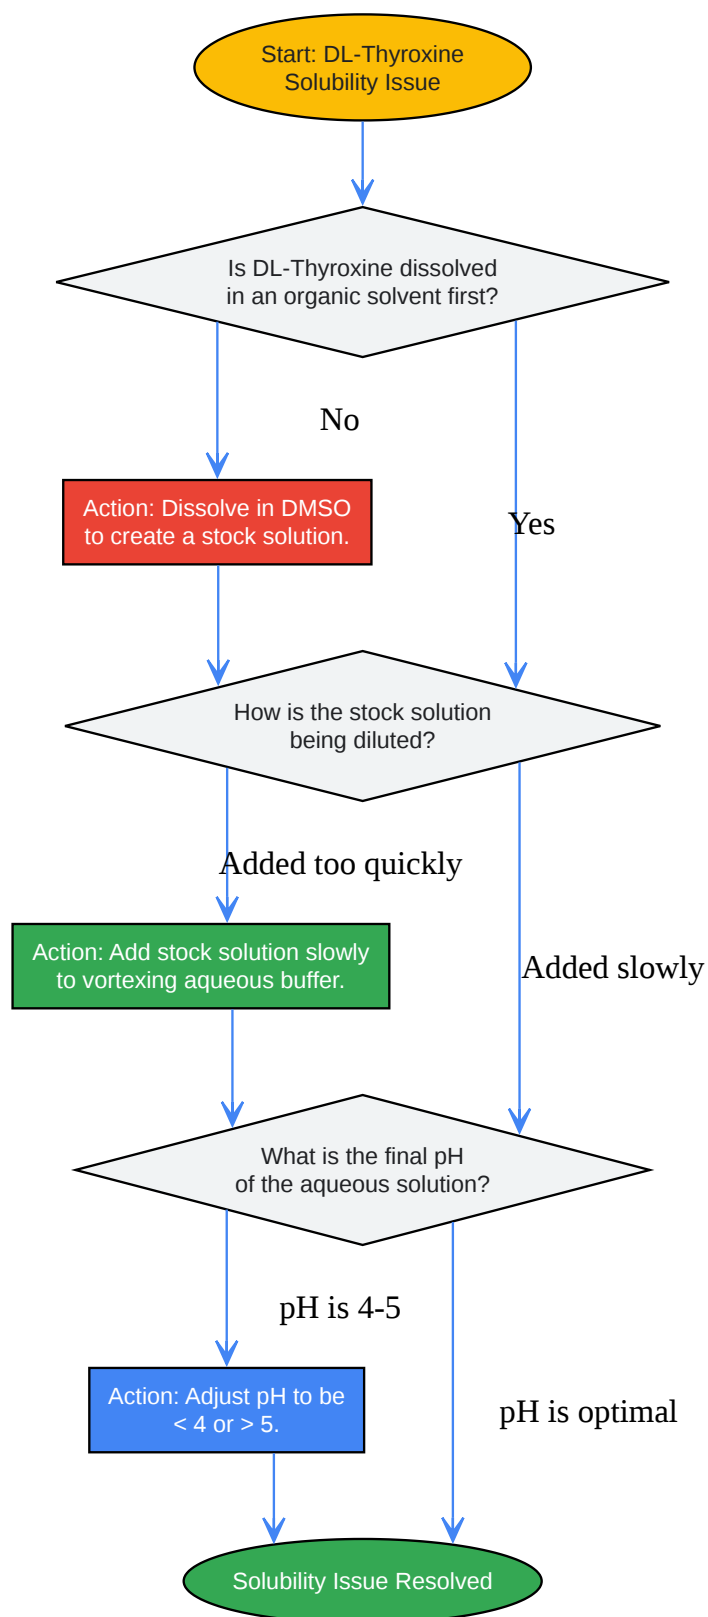 Start: DL-Thyroxine
Solubility Issue
Is DL-Thyroxine dissolved
in an organic solvent first?
No
Action: Dissolve in DMSO
to create a stock solution.
Yes
How is the stock solution
being diluted?
Added too quickly
Action: Add stock solution slowly
to vortexing aqueous buffer.
Added slowly
What is the final pH
of the aqueous solution?
pH is 4-5
Action: Adjust pH to be
< 4 or > 5.
pH is optimal
Solubility Issue Resolved